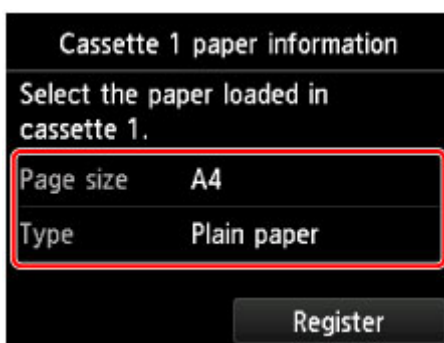 Cassette 1 paper information
Select the paper loaded in
cassette 1.
Page size A4
Type Plain paper
Register